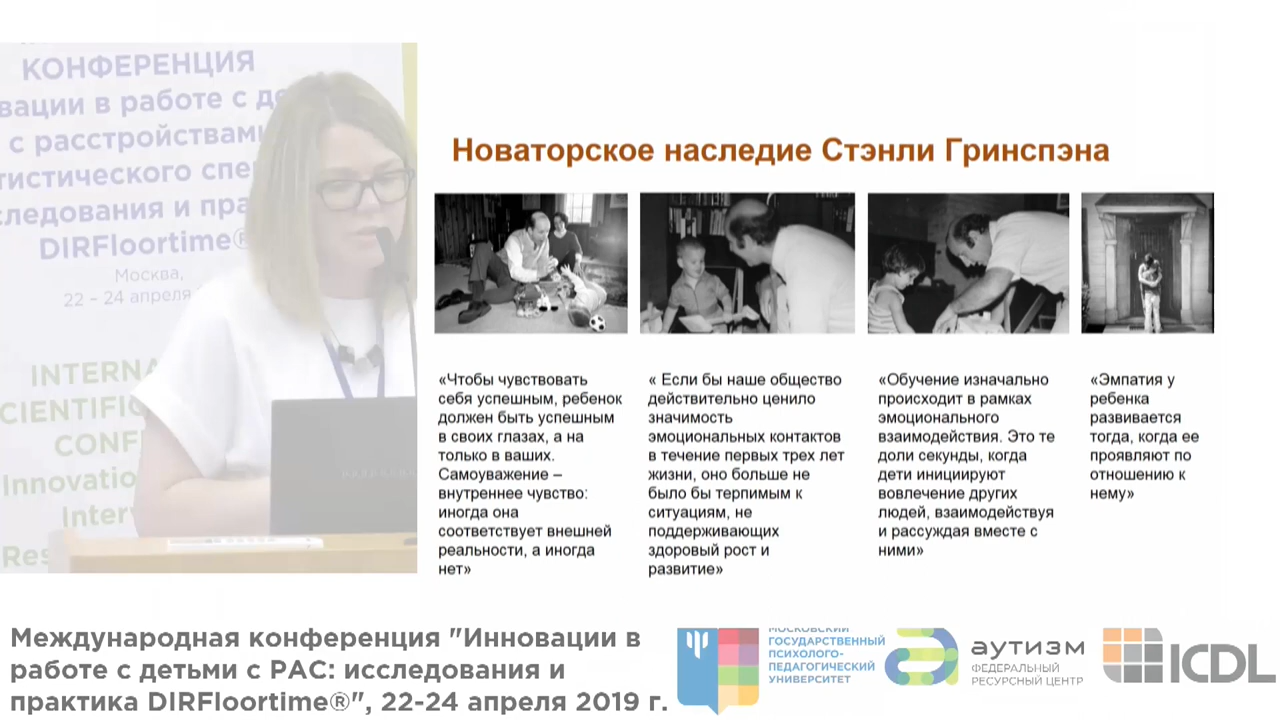 КОНФЕРЕНЦИЯ
вации в работе с де
с расстройствами
тистического спе
следования и пра
DIRFloortime®
Москва,
22 – 24 апреля
INTERNA
CIENTIFIC
CONF
Innovatio
Inter
Res
Новаторское наследие Стэнли Гринспэна
«Чтобы чувствовать
себя успешным, ребенок
должен быть успешным
в своих глазах, а на
только в ваших.
Самоуважение –
внутреннее чувство:
иногда она
соответствует внешней
реальности, а иногда
нет»
« Если бы наше общество
действительно ценило
значимость
эмоциональных контактов
в течение первых трех лет
жизни, оно больше не
было бы терпимым к
ситуациям, не
поддерживающих
здоровый рост и
развитие»
«Обучение изначально
происходит в рамках
эмоционального
взаимодействия. Это те
доли секунды, когда
дети инициируют
вовлечение других
людей, взаимодействуя
и рассуждая вместе с
ними»
«Эмпатия у
ребенка
развивается
тогда, когда ее
проявляют по
отношению к
нему»
Международная конференция "Инновации в
работе с детьми с РАС: исследования и
практика DIRFloortime®", 22-24 апреля 2019 г.
МОСКОВСКИЙ
ГОСУДАРСТВЕННЫЙ
ПСИХОЛОГО-
ПЕДАГОГИЧЕСКИЙ
УНИВЕРСИТЕТ
аутизм
ФЕДЕРАЛЬНЫЙ
РЕСУРСНЫЙ ЦЕНТР
ICDL